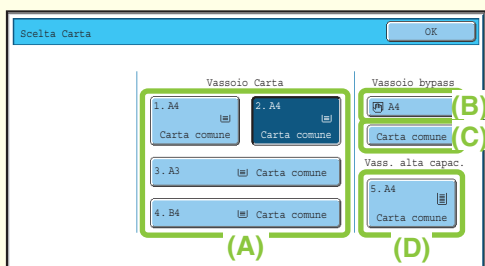 Scelta Carta
OK
Vassoio Carta
1. A4
Carta comune
2. A4
Carta comune
3. A3 Carta comune
4. B4 Carta comune
(A)
Vassoio bypass
A4
(B)
Carta comune
(C)
Vass. alta capac.
5. A4
Carta comune
(D)